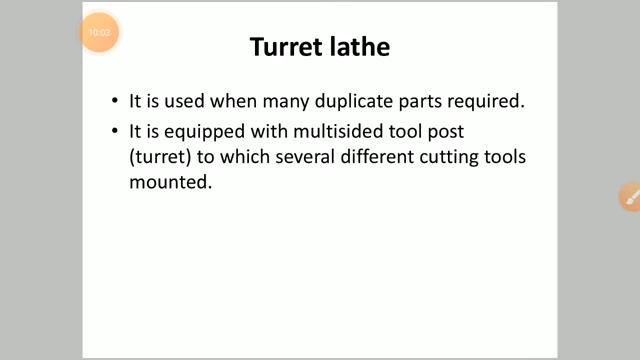 10:03
Turret lathe
• It is used when many duplicate parts required.
• It is equipped with multisided tool post
(turret) to which several different cutting tools
mounted.